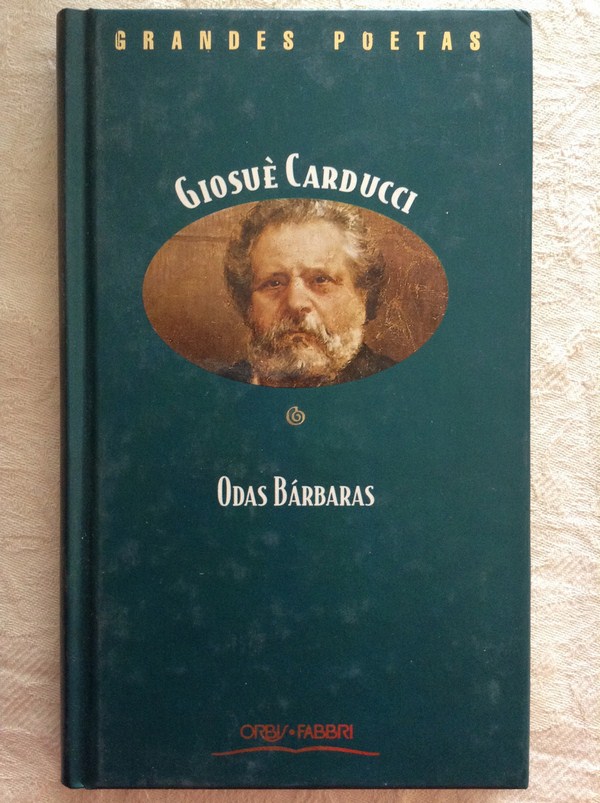 GRANDES POETAS
GIOSUÈ CARDUCCI
ODAS BÁRBARAS
ORBIS•FABBRI